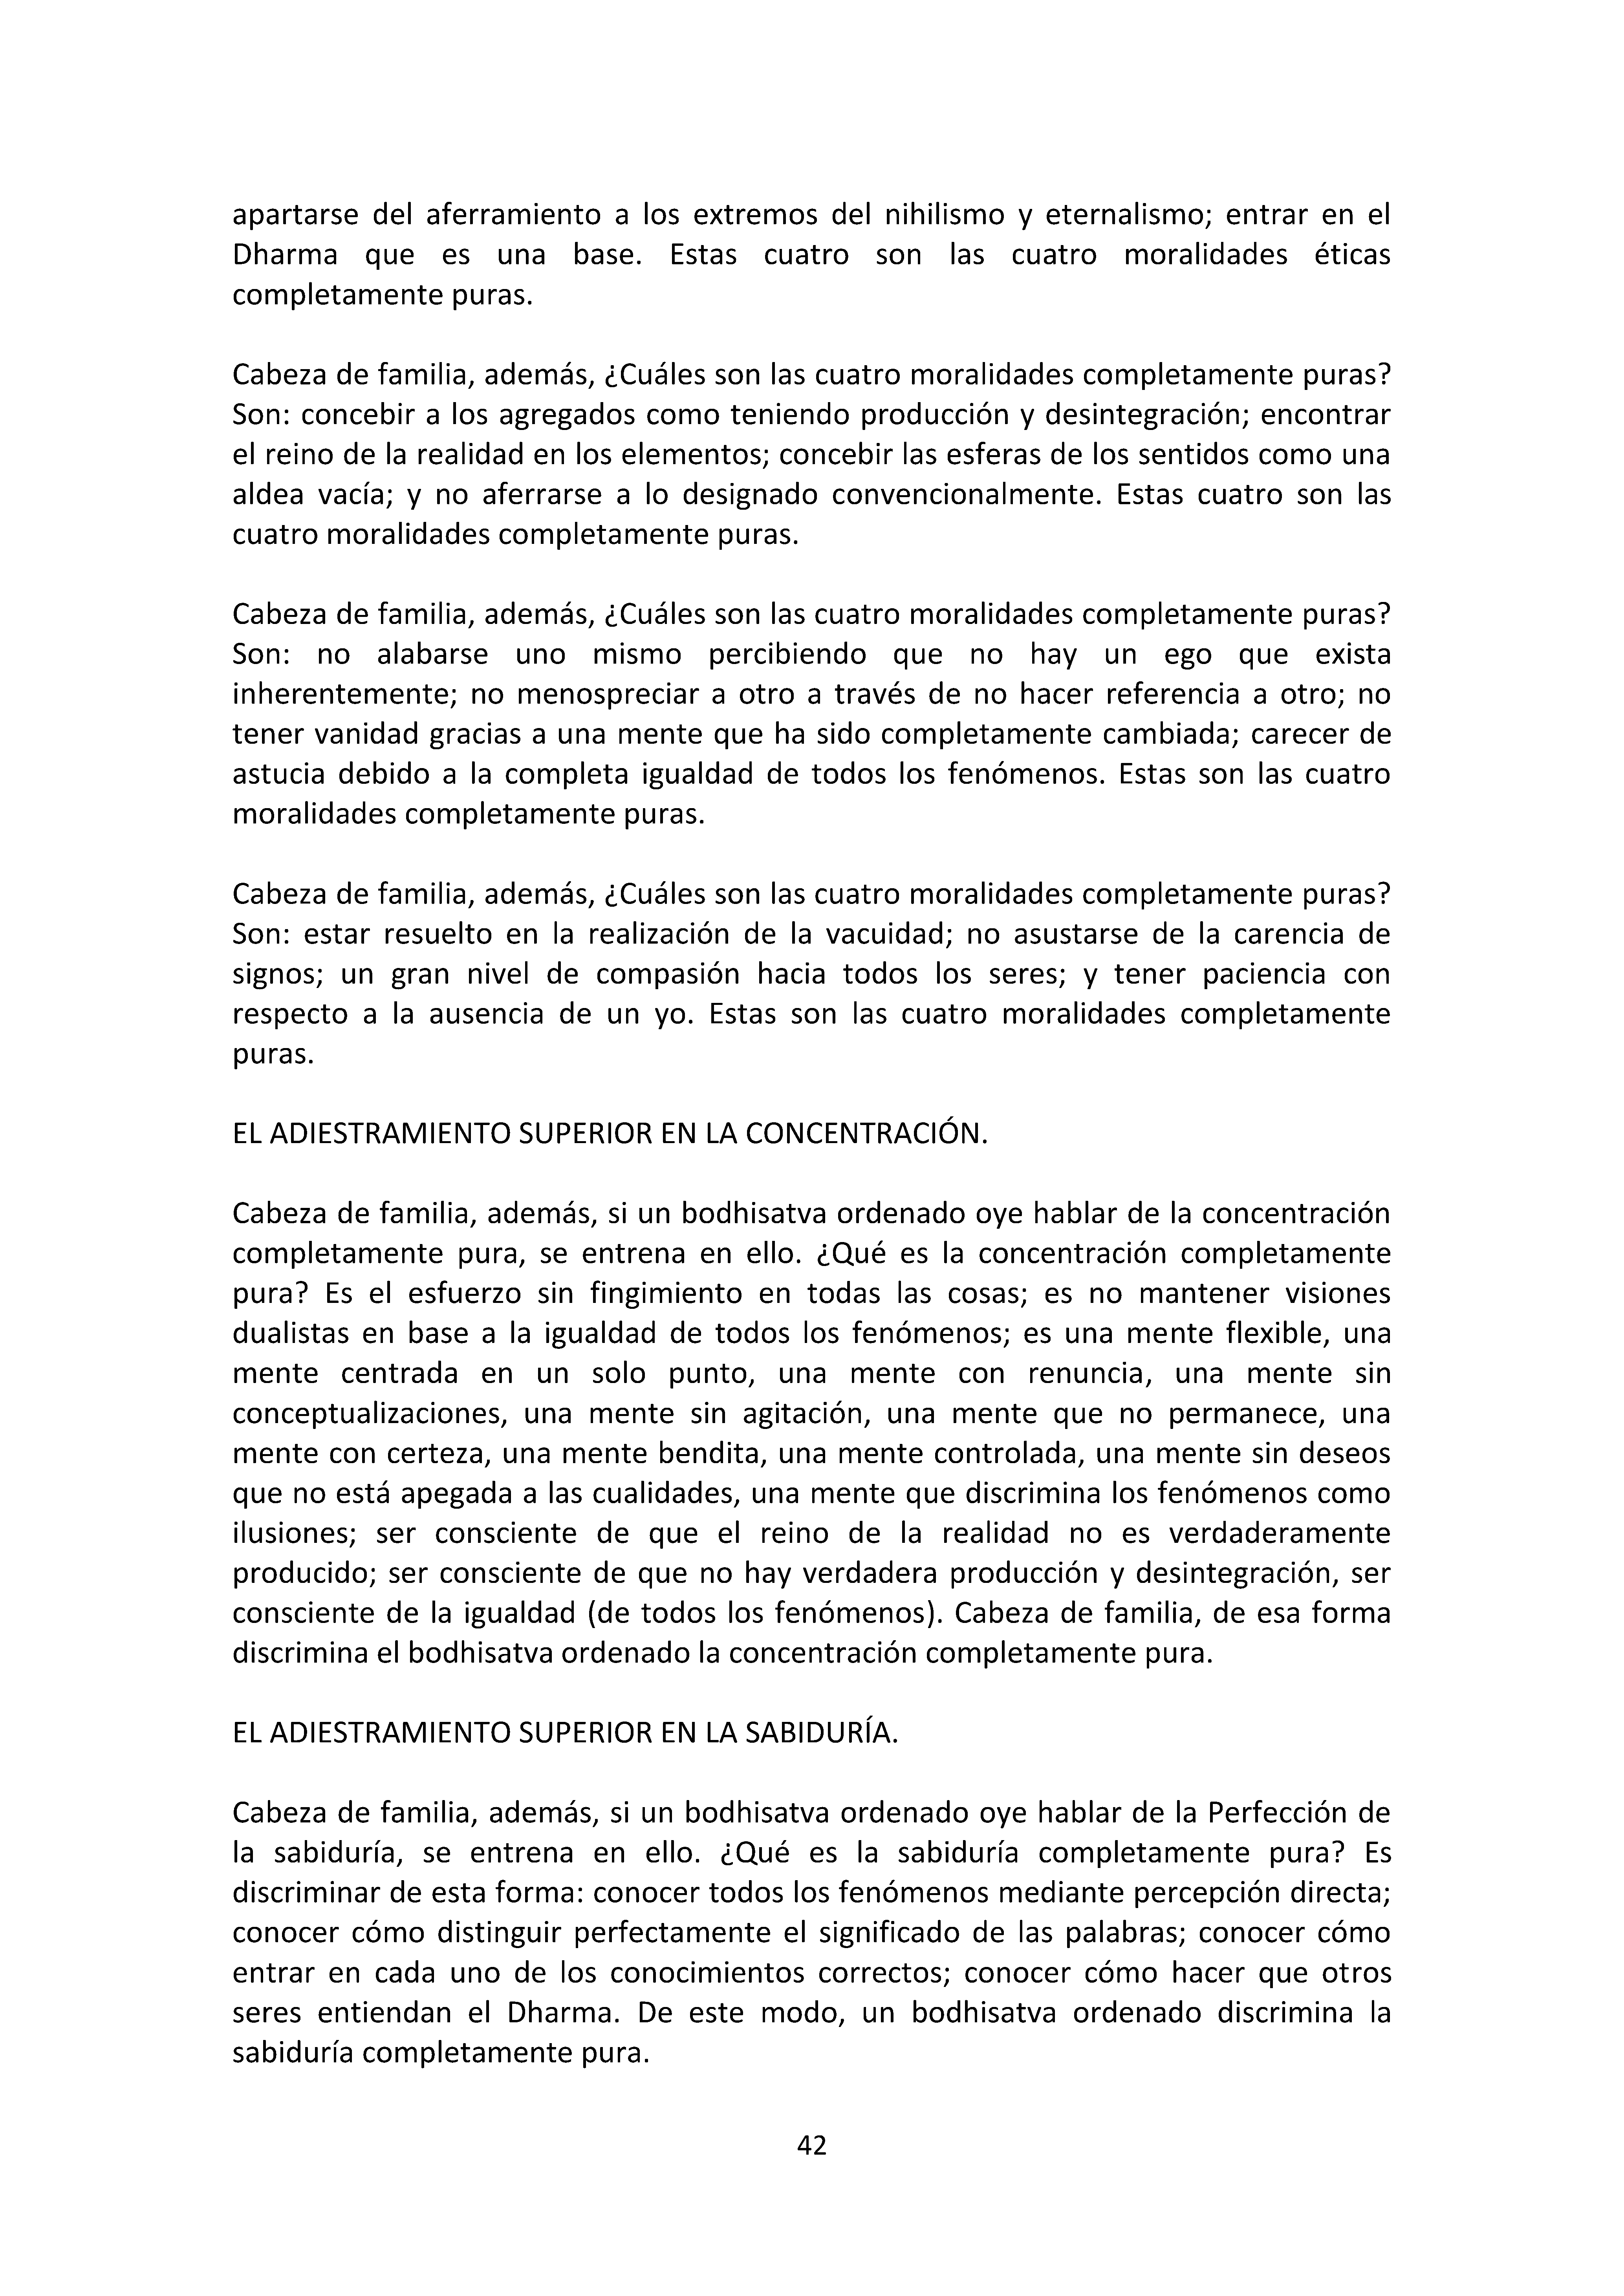 apartarse del aferramiento a los extremos del nihilismo y eternalismo; entrar en el
Dharma que es una base. Estas cuatro son las cuatro moralidades éticas
completamente puras.
Cabeza de familia, además, ¿Cuáles son las cuatro moralidades completamente puras?
Son: concebir a los agregados como teniendo producción y desintegración; encontrar
el reino de la realidad en los elementos; concebir las esferas de los sentidos como una
aldea vacía; y no aferrarse a lo designado convencionalmente. Estas cuatro son las
cuatro moralidades completamente puras.
Cabeza de familia, además, ¿Cuáles son las cuatro moralidades completamente puras?
Son: no alabarse uno mismo percibiendo que no hay un ego que exista
inherentemente; no menospreciar a otro a través de no hacer referencia a otro; no
tener vanidad gracias a una mente que ha sido completamente cambiada; carecer de
astucia debido a la completa igualdad de todos los fenómenos. Estas son las cuatro
moralidades completamente puras.
Cabeza de familia, además, ¿Cuáles son las cuatro moralidades completamente puras?
Son: estar resuelto en la realización de la vacuidad; no asustarse de la carencia de
signos; un gran nivel de compasión hacia todos los seres; y tener paciencia con
respecto a la ausencia de un yo. Estas son las cuatro moralidades completamente
puras.
EL ADIESTRAMIENTO SUPERIOR EN LA CONCENTRACIÓN.
Cabeza de familia, además, si un bodhisatva ordenado oye hablar de la concentración
completamente pura, se entrena en ello. ¿Qué es la concentración completamente
pura? Es el esfuerzo sin fingimiento en todas las cosas; es no mantener visiones
dualistas en base a la igualdad de todos los fenómenos; es una mente flexible, una
mente centrada en un solo punto, una mente con renuncia, una mente sin
conceptualizaciones, una mente sin agitación, una mente que no permanece, una
mente con certeza, una mente bendita, una mente controlada, una mente sin deseos
que no está apegada a las cualidades, una mente que discrimina los fenómenos como
ilusiones; ser consciente de que el reino de la realidad no es verdaderamente
producido; ser consciente de que no hay verdadera producción y desintegración, ser
consciente de la igualdad (de todos los fenómenos). Cabeza de familia, de esa forma
discrimina el bodhisatva ordenado la concentración completamente pura.
EL ADIESTRAMIENTO SUPERIOR EN LA SABIDURÍA.
Cabeza de familia, además, si un bodhisatva ordenado oye hablar de la Perfección de
la sabiduría, se entrena en ello. ¿Qué es la sabiduría completamente pura? Es
discriminar de esta forma: conocer todos los fenómenos mediante percepción directa;
conocer cómo distinguir perfectamente el significado de las palabras; conocer cómo
entrar en cada uno de los conocimientos correctos; conocer cómo hacer que otros
seres entiendan el Dharma. De este modo, un bodhisatva ordenado discrimina la
sabiduría completamente pura.
42